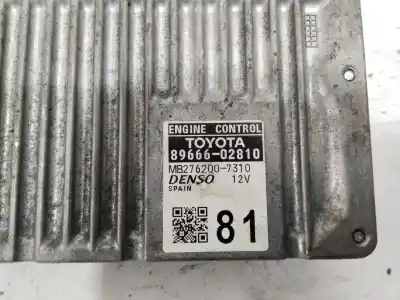 ENGINE CONTROL
TOYOTA
89666-02810
MB276200-7310
DENSO 12V
SPAIN
81